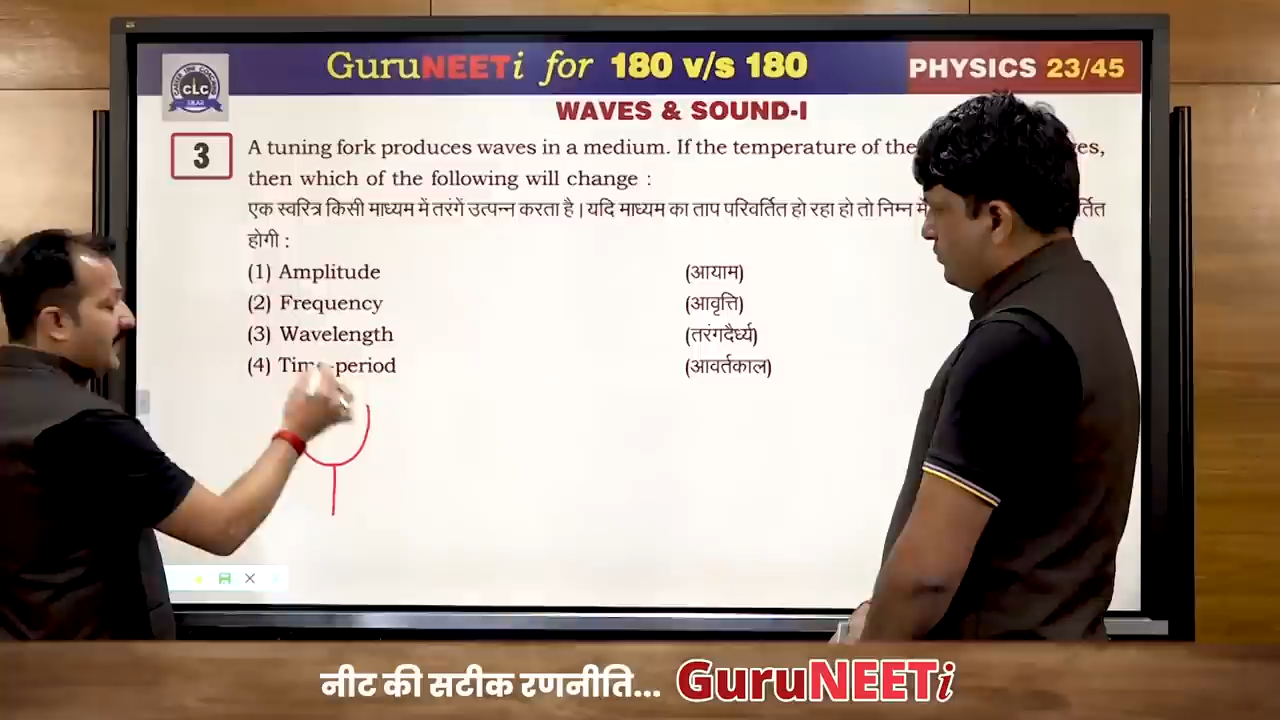 GuruNEETi for 180 v/s 180
PHYSICS 23/45
CLC
SIKAR
WAVES & SOUND-I
3
A tuning fork produces waves in a medium. If the temperature of the es,
then which of the following will change :
एक स्वरित्र किसी माध्यम में तरंगें उत्पन्न करता है। यदि माध्यम का ताप परिवर्तित हो रहा हो तो निम्न में र्तित
होगी :
(1) Amplitude (आयाम)
(2) Frequency (आवृत्ति)
(3) Wavelength (तरंगदैर्ध्य)
(4) Time-period (आवर्तकाल)
नीट की सटीक रणनीति... GuruNEETi